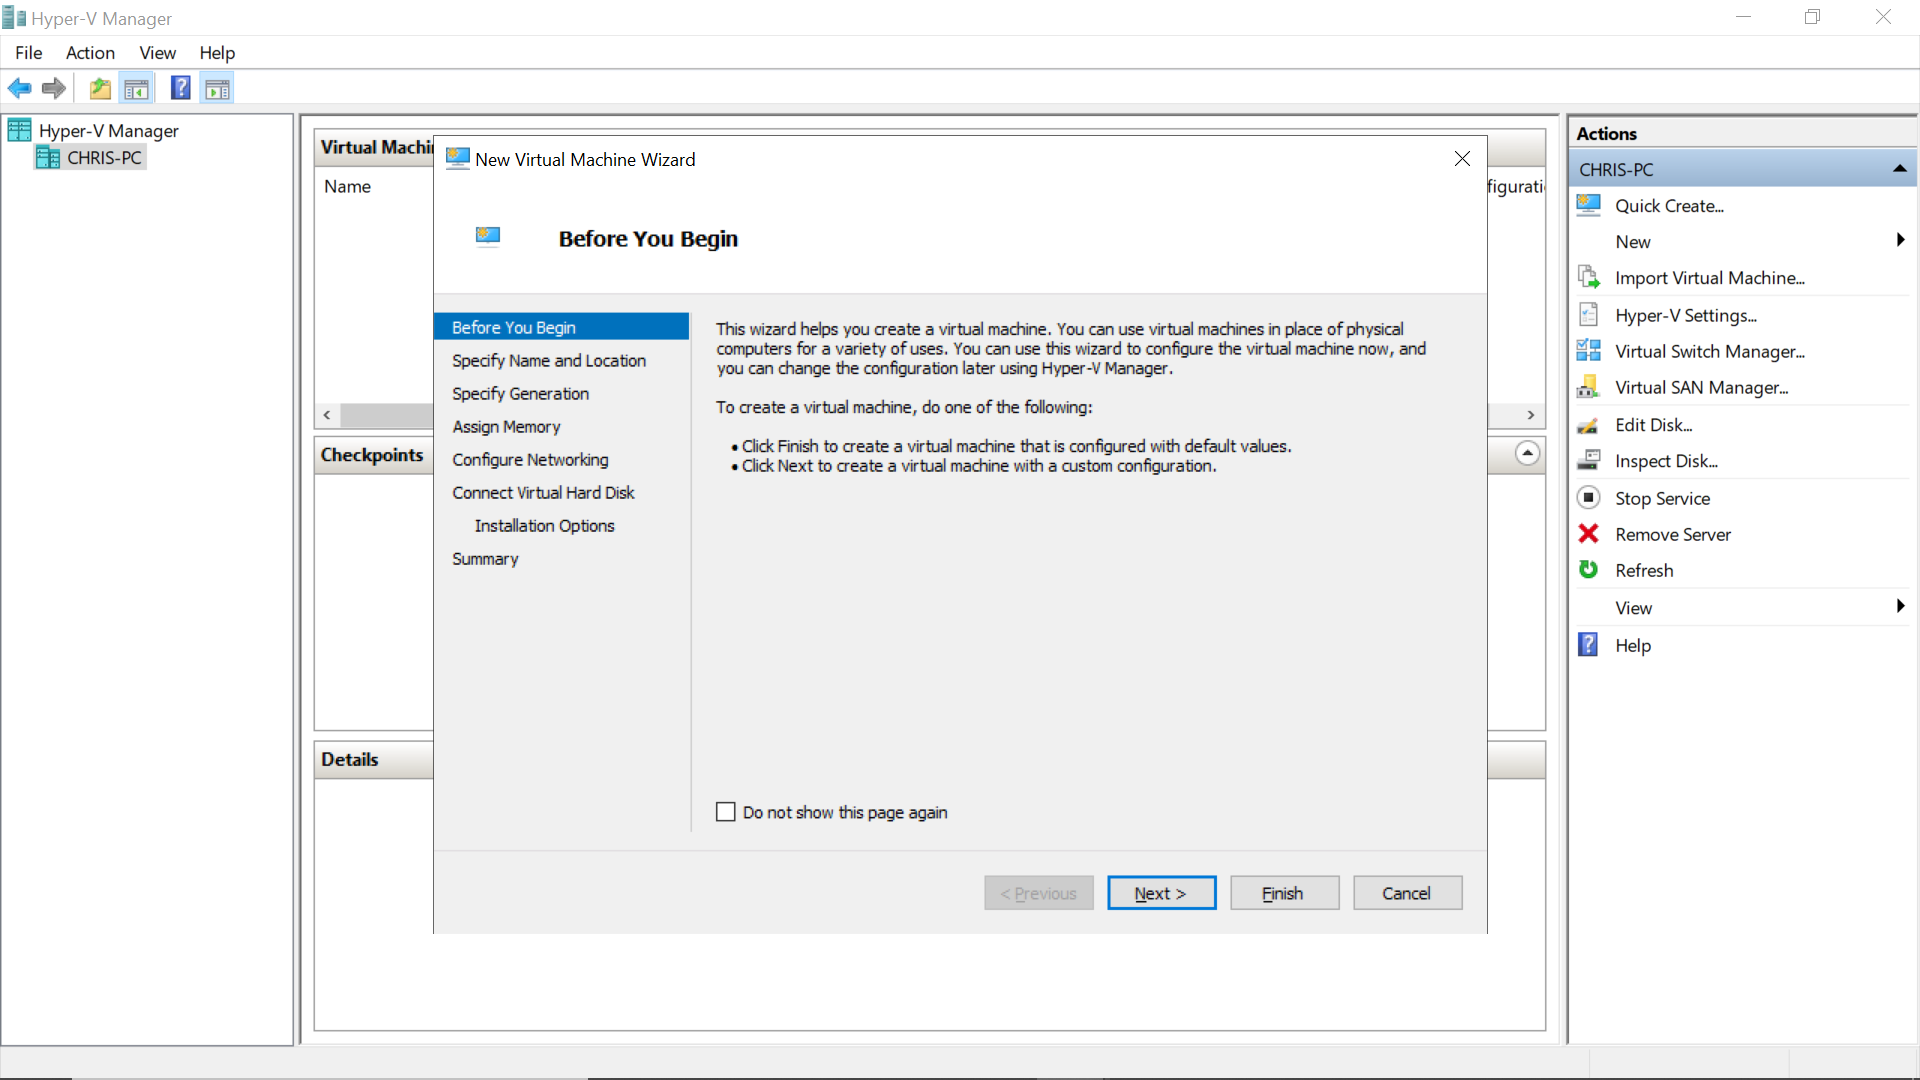 Hyper-V Manager
File Action View Help
Hyper-V Manager
CHRIS-PC
Virtual Machi
Name
figurati
Checkpoints
Details
New Virtual Machine Wizard
Before You Begin
Before You Begin
Specify Name and Location
Specify Generation
Assign Memory
Configure Networking
Connect Virtual Hard Disk
Installation Options
Summary
This wizard helps you create a virtual machine. You can use virtual machines in place of physical
computers for a variety of uses. You can use this wizard to configure the virtual machine now, and
you can change the configuration later using Hyper-V Manager.
To create a virtual machine, do one of the following:
• Click Finish to create a virtual machine that is configured with default values.
• Click Next to create a virtual machine with a custom configuration.
Do not show this page again
< Previous
Next >
Finish
Cancel
Actions
CHRIS-PC
Quick Create...
New
Import Virtual Machine...
Hyper-V Settings...
Virtual Switch Manager...
Virtual SAN Manager...
Edit Disk...
Inspect Disk...
Stop Service
Remove Server
Refresh
View
Help